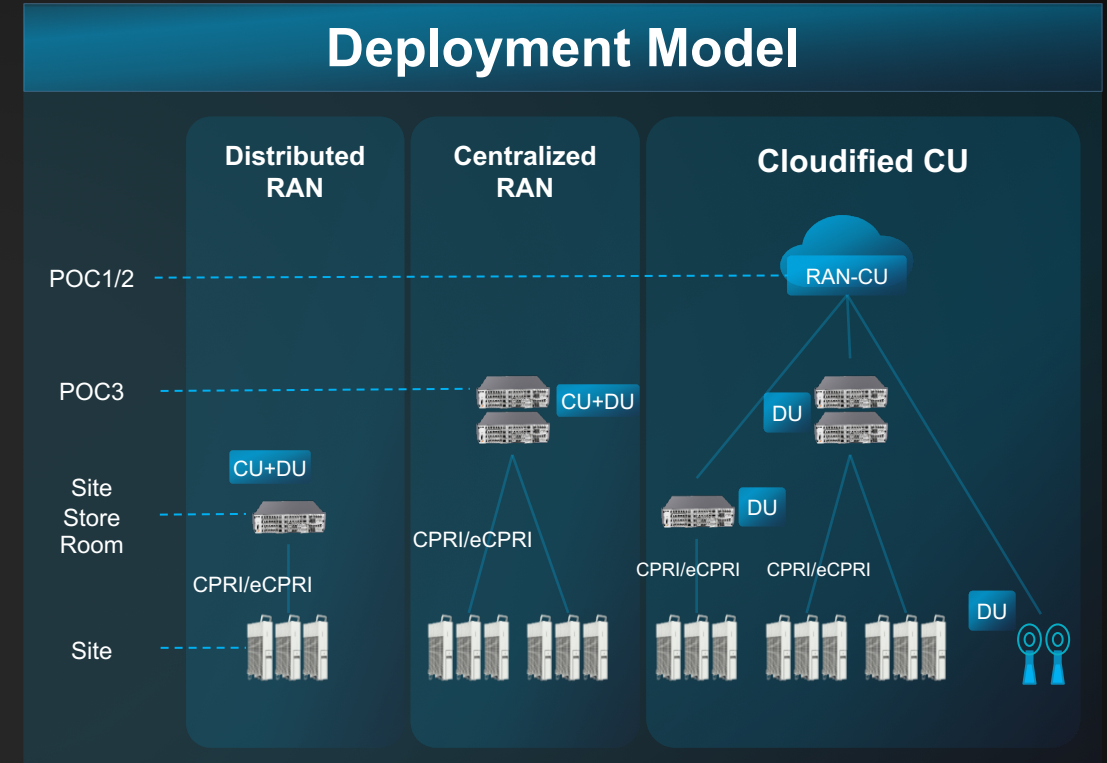 Deployment Model
Distributed
RAN
Centralized
RAN
Cloudified CU
POC1/2
RAN-CU
POC3
CU+DU
DU
CU+DU
Site
Store
Room
DU
CPRI/eCPRI
CPRI/eCPRI
CPRI/eCPRI
CPRI/eCPRI
DU
Site